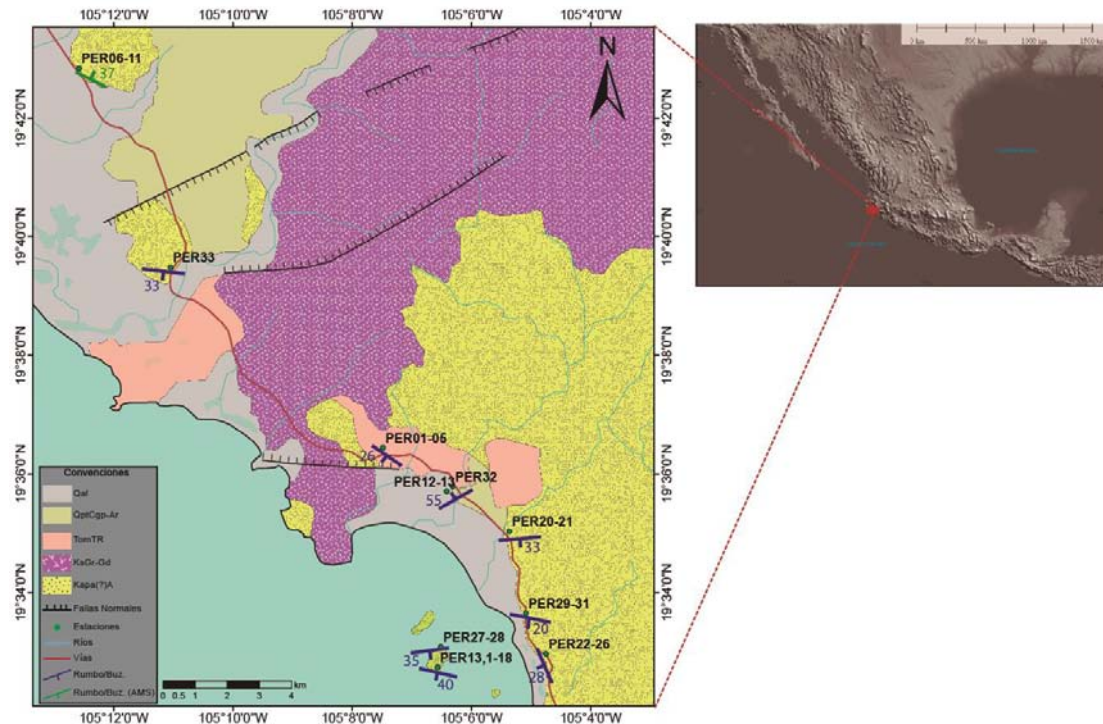 105°12'0"W 105°10'0"W 105°8'0"W 105°6'0"W 105°4'0"W
N
PER06-11
37
19°42'0"N
19°42'0"N
19°40'0"N
19°40'0"N
PER33
33
19°38'0"N
19°38'0"N
PER01-05
26
19°36'0"N
19°36'0"N
PER12-13
PER32
55
PER20-21
33
19°34'0"N
19°34'0"N
PER29-31
20
PER27-28
35
PER22-26
28
PER13,1-18
40
Convenciones
Qal
QptCgp-Ar
TomTR
KsGr-Gd
Kapa(?)A
Fallas Normales
Estaciones
Ríos
Vías
Rumbo/Buz.
Rumbo/Buz. (AMS)
0 0.5 1 2 3 4
km
105°12'0"W 105°10'0"W 105°8'0"W 105°6'0"W 105°4'0"W